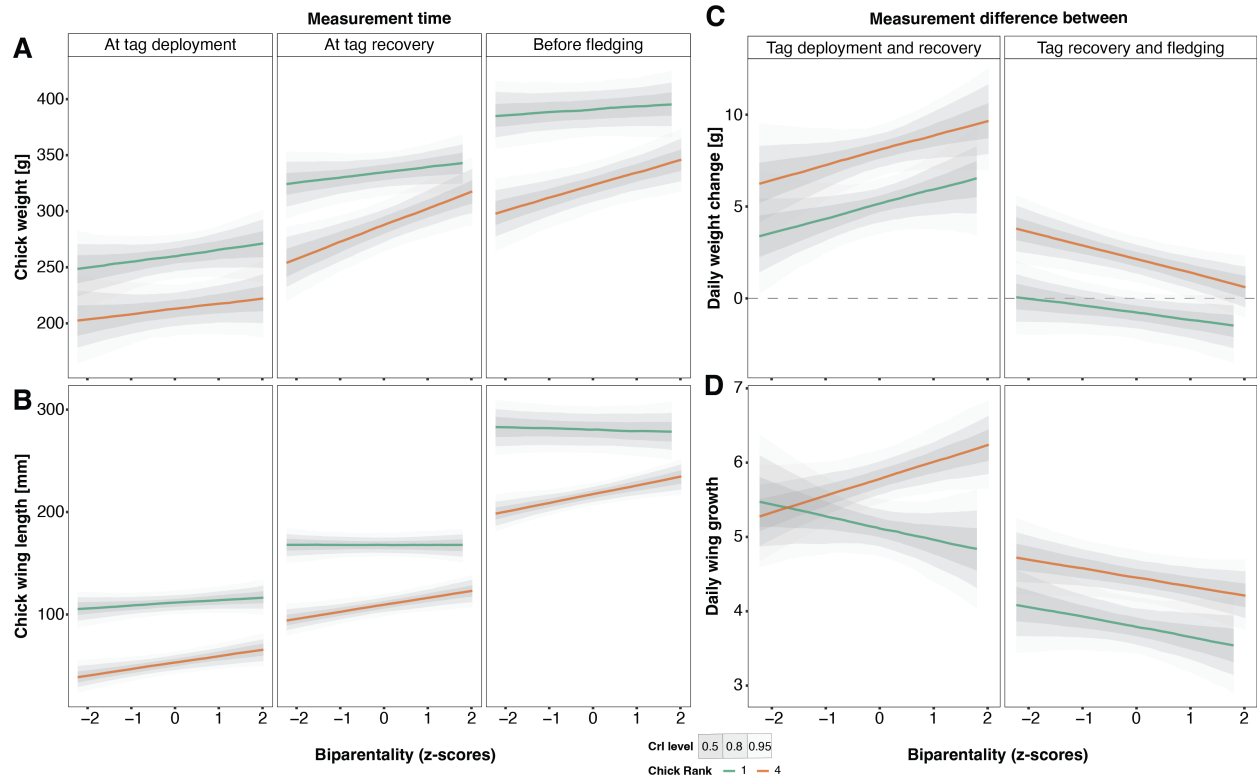 Measurement time
A
At tag deployment
At tag recovery
Before fledging
Chick weight [g]
400
350
300
250
200
B
Chick wing length [mm]
300
200
100
−2 −1 0 1 2
−2 −1 0 1 2
−2 −1 0 1 2
Biparentality (z-scores)
C
Measurement difference between
Tag deployment and recovery
Tag recovery and fledging
Daily weight change [g]
10
5
0
D
Daily wing growth
7
6
5
4
3
−2 −1 0 1 2
−2 −1 0 1 2
Biparentality (z-scores)
CrI level 0.5 0.8 0.95
Chick Rank 1 4